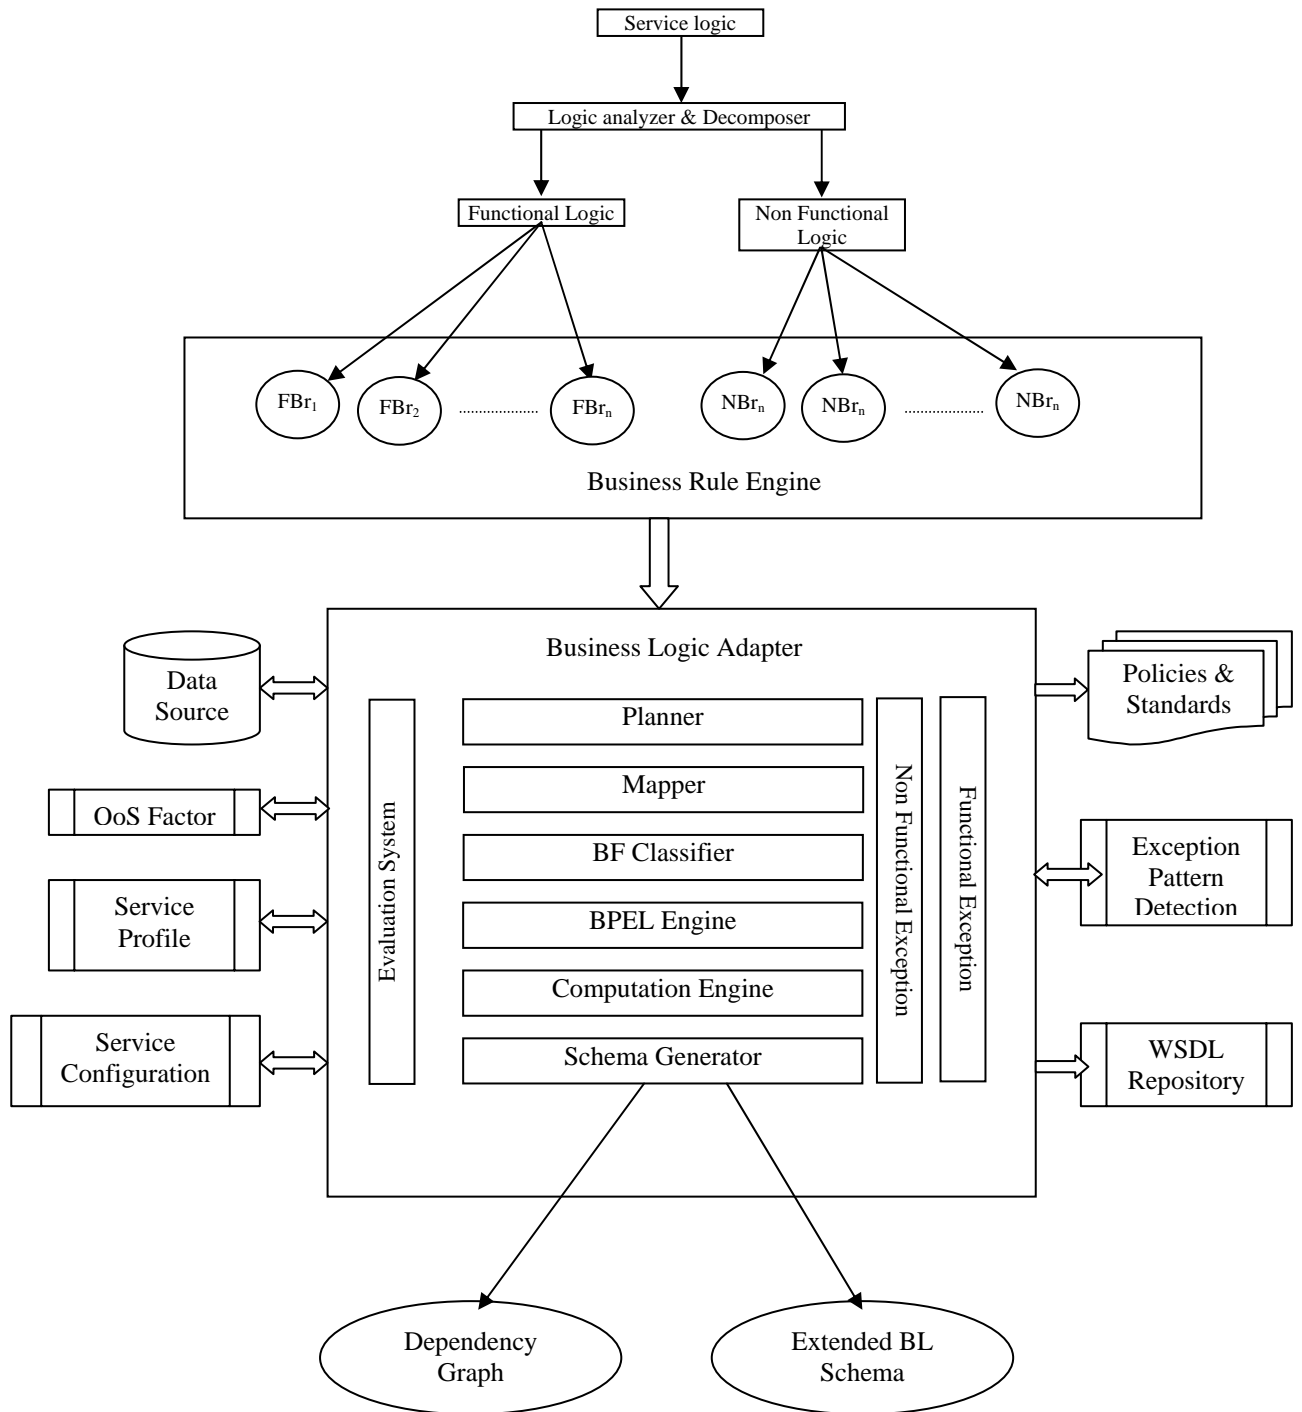 Service logic
Logic analyzer & Decomposer
Functional Logic
Non Functional
Logic
FBr1
FBr2
....................
FBrn
NBrn
NBrn
....................
NBrn
Business Rule Engine
Business Logic Adapter
Data
Source
OoS Factor
Service
Profile
Service
Configuration
Evaluation System
Planner
Mapper
BF Classifier
BPEL Engine
Computation Engine
Schema Generator
Non Functional Exception
Functional Exception
Policies &
Standards
Exception
Pattern
Detection
WSDL
Repository
Dependency
Graph
Extended BL
Schema